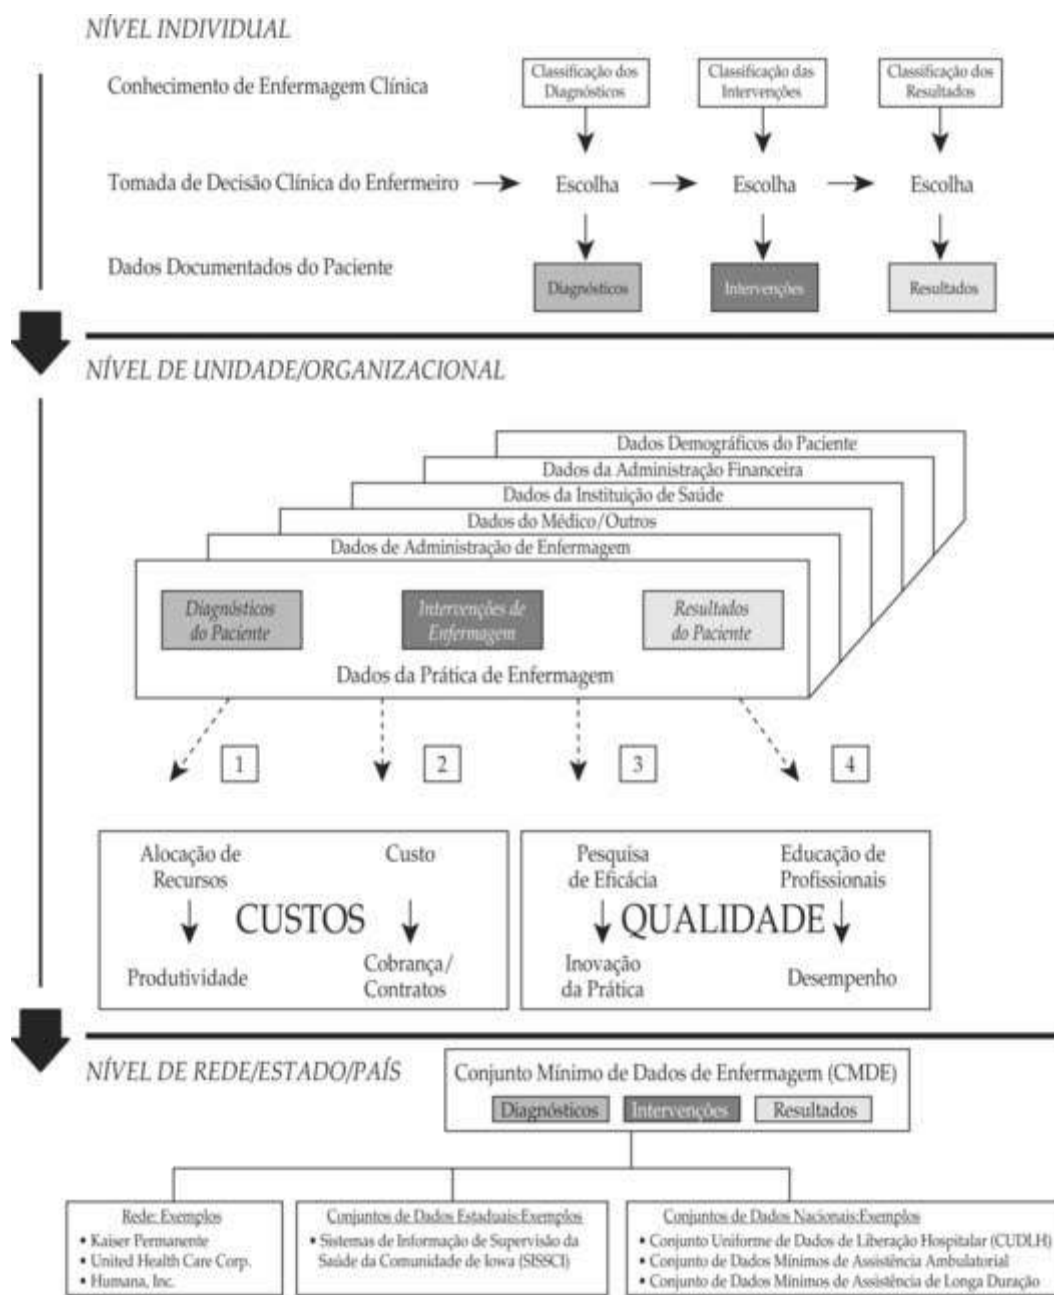 NÍVEL INDIVIDUAL
Conhecimento de Enfermagem Clínica
Classificação dos
Diagnósticos
Classificação das
Intervenções
Classificação dos
Resultados
Tomada de Decisão Clínica do Enfermeiro
Escolha
Escolha
Escolha
Dados Documentados do Paciente
Diagnósticos
Intervenções
Resultados
NÍVEL DE UNIDADE/ORGANIZACIONAL
Dados Demográficos do Paciente
Dados da Administração Financeira
Dados da Instituição de Saúde
Dados do Médico/Outros
Dados de Administração de Enfermagem
Diagnósticos
do Paciente
Intervenções de
Enfermagem
Resultados
do Paciente
Dados da Prática de Enfermagem
1
2
3
4
Alocação de
Recursos
Custo
CUSTOS
Produtividade
Cobrança/
Contratos
Pesquisa
de Eficácia
Educação de
Profissionais
QUALIDADE
Inovação
da Prática
Desempenho
NÍVEL DE REDE/ESTADO/PAÍS
Conjunto Mínimo de Dados de Enfermagem (CMDE)
Diagnósticos
Intervenções
Resultados
Rede: Exemplos
• Kaiser Permanente
• United Health Care Corp.
• Humana, Inc.
Conjuntos de Dados Estaduais:Exemplos
• Sistemas de Informação de Supervisão da
Saúde da Comunidade de Iowa (SISSCI)
Conjuntos de Dados Nacionais:Exemplos
• Conjunto Uniforme de Dados de Liberação Hospitalar (CUDLH)
• Conjunto de Dados Mínimos de Assistência Ambulatorial
• Conjunto de Dados Mínimos de Assistência de Longa Duração